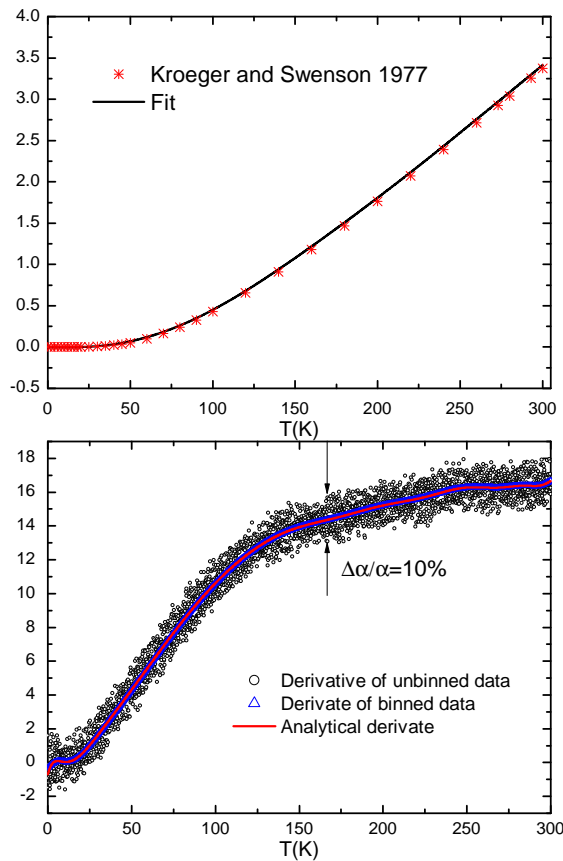 4.0
3.5
3.0
2.5
2.0
1.5
1.0
0.5
0.0
-0.5
Kroeger and Swenson 1977
Fit
0 50 100 150 200 250 300
T(K)
18
16
14
12
10
8
6
4
2
0
-2
Δα/α=10%
Derivative of unbinned data
Derivate of binned data
Analytical derivate
0 50 100 150 200 250 300
T(K)